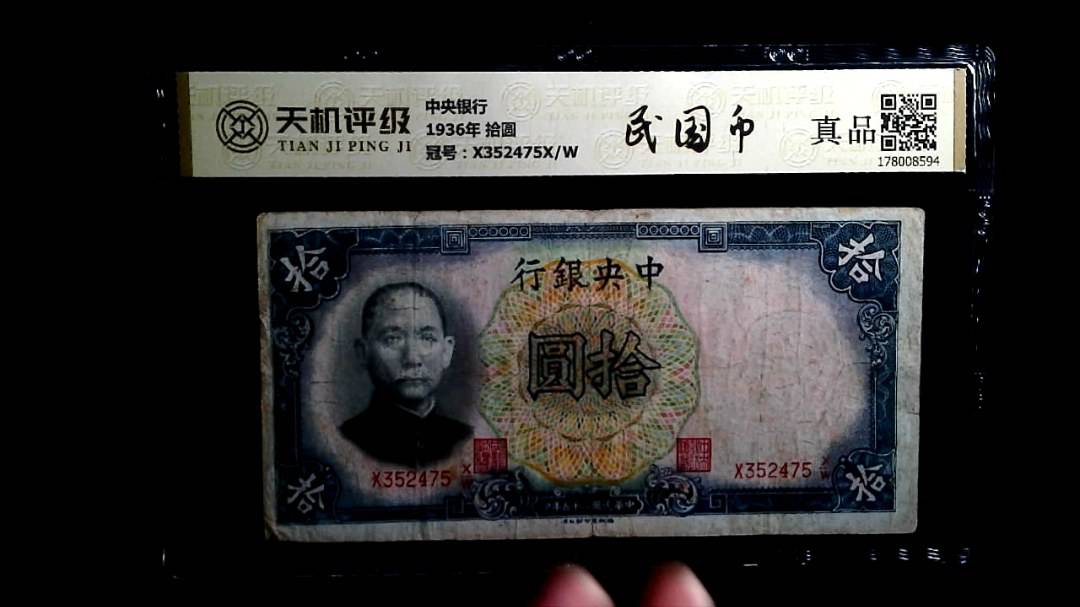 天机评级
TIAN JI PING JI
中央银行
1936年 拾圆
冠号：X352475X/W
民国币
真品
178008594
拾
拾
行銀央中
圓拾
X352475 X/W
X352475 X/W
拾
拾